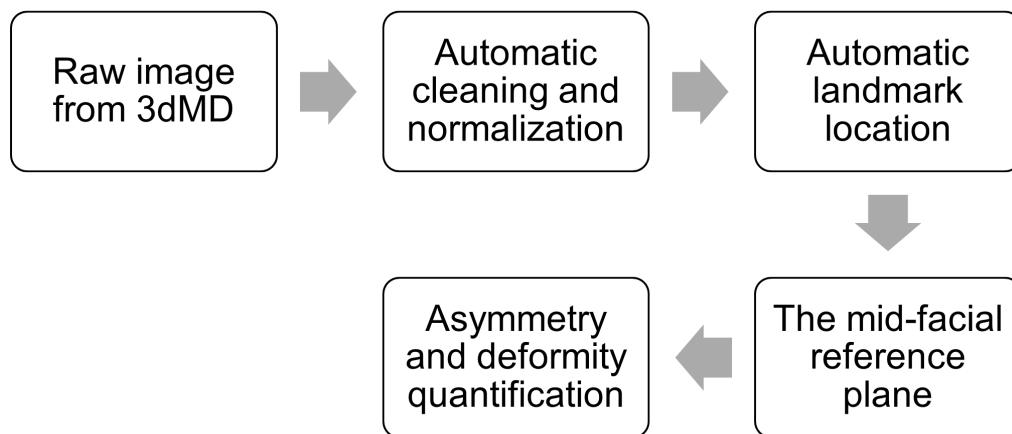 Raw image
from 3dMD
Automatic
cleaning and
normalization
Automatic
landmark
location
The mid-facial
reference
plane
Asymmetry
and deformity
quantification